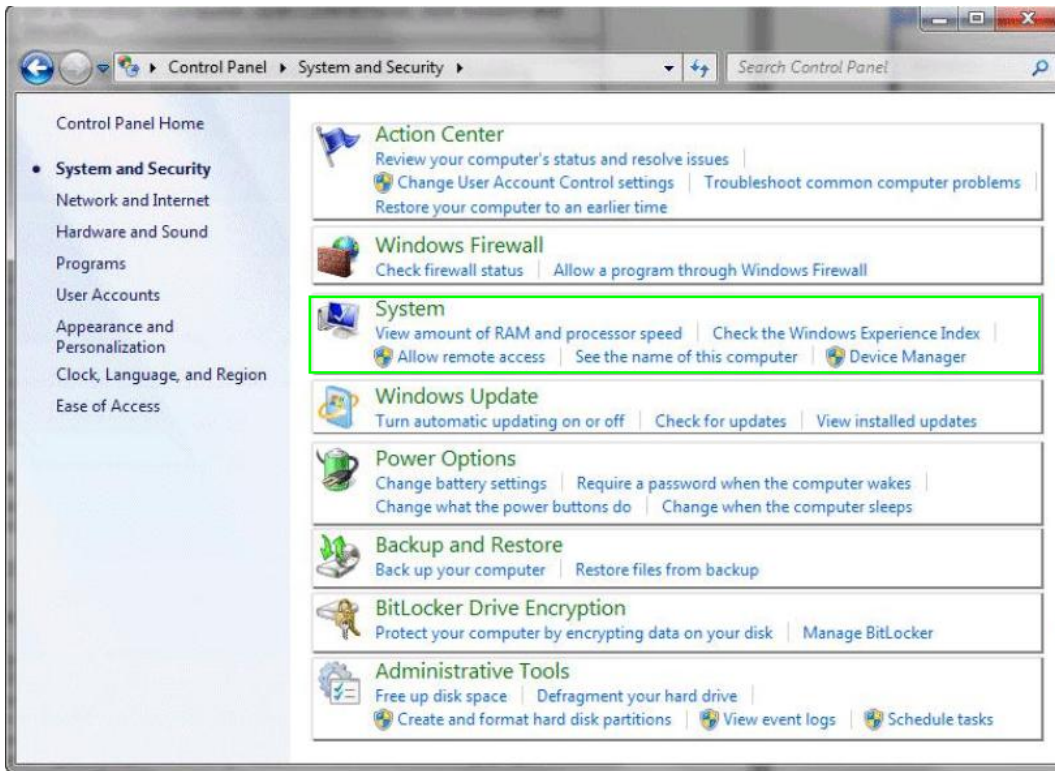 Control Panel System and Security Search Control Panel
Control Panel Home
System and Security
Network and Internet
Hardware and Sound
Programs
User Accounts
Appearance and
Personalization
Clock, Language, and Region
Ease of Access
Action Center
Review your computer's status and resolve issues
Change User Account Control settings Troubleshoot common computer problems
Restore your computer to an earlier time
Windows Firewall
Check firewall status Allow a program through Windows Firewall
System
View amount of RAM and processor speed Check the Windows Experience Index
Allow remote access See the name of this computer Device Manager
Windows Update
Turn automatic updating on or off Check for updates View installed updates
Power Options
Change battery settings Require a password when the computer wakes
Change what the power buttons do Change when the computer sleeps
Backup and Restore
Back up your computer Restore files from backup
BitLocker Drive Encryption
Protect your computer by encrypting data on your disk Manage BitLocker
Administrative Tools
Free up disk space Defragment your hard drive
Create and format hard disk partitions View event logs Schedule tasks